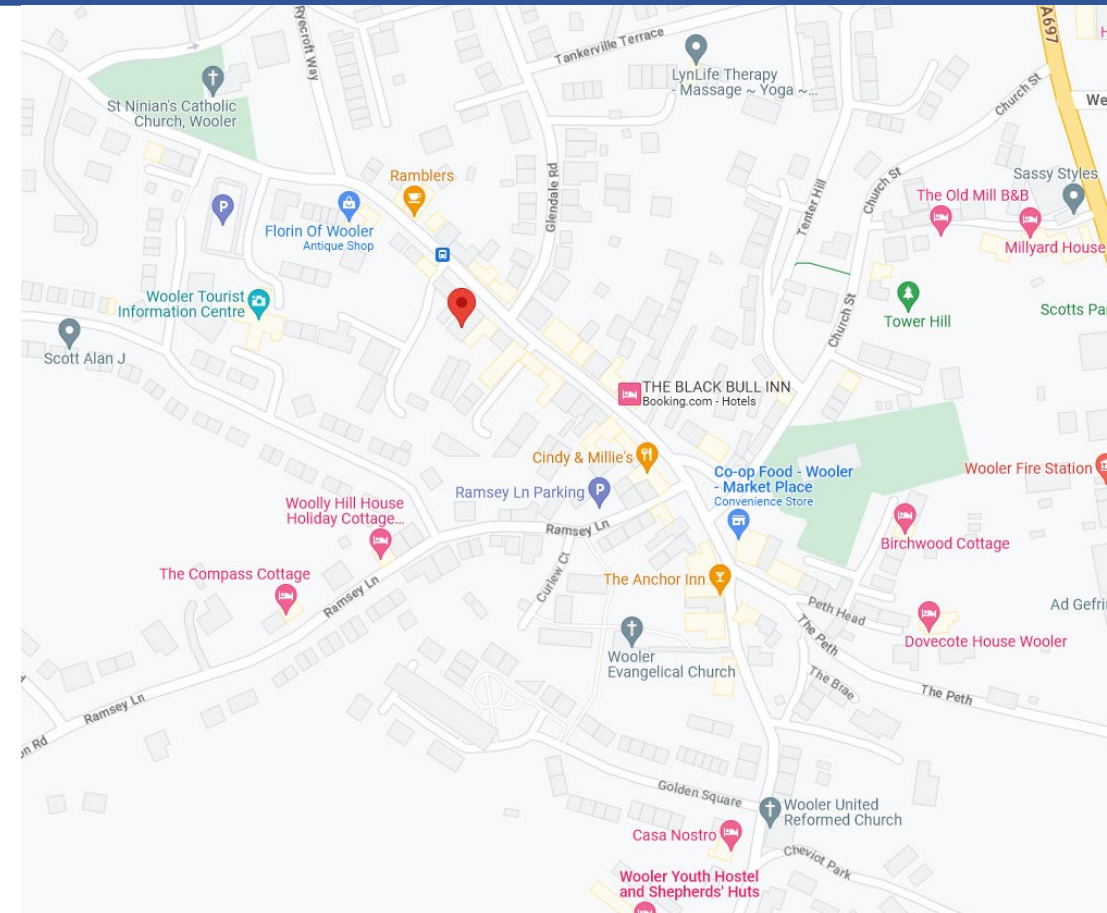 Ryecroft Way
Tankerville Terrace
A697
H
LynLife Therapy
- Massage ~ Yoga ~...
St Ninian's Catholic
Church, Wooler
Church St
We
Ramblers
Glendale Rd
Tenter Hill
Church St
Sassy Styles
The Old Mill B&B
P
Florin Of Wooler
Antique Shop
Millyard House
Wooler Tourist
Information Centre
Church St
Tower Hill
Scotts Pa
Scott Alan J
THE BLACK BULL INN
Booking.com - Hotels
Cindy & Millie's
Co-op Food - Wooler
- Market Place
Convenience Store
Wooler Fire Station
Ramsey Ln Parking
P
Woolly Hill House
Holiday Cottage...
Ramsey Ln
Birchwood Cottage
The Compass Cottage
Ramsey Ln
Curlew Ct
The Anchor Inn
Peth Head
Ad Gefri
The Peth
Dovecote House Wooler
Wooler
Evangelical Church
The Brae
The Peth
Ramsey Ln
on Rd
Golden Square
Wooler United
Reformed Church
Casa Nostro
Cheviot Park
Wooler Youth Hostel
and Shepherds' Huts